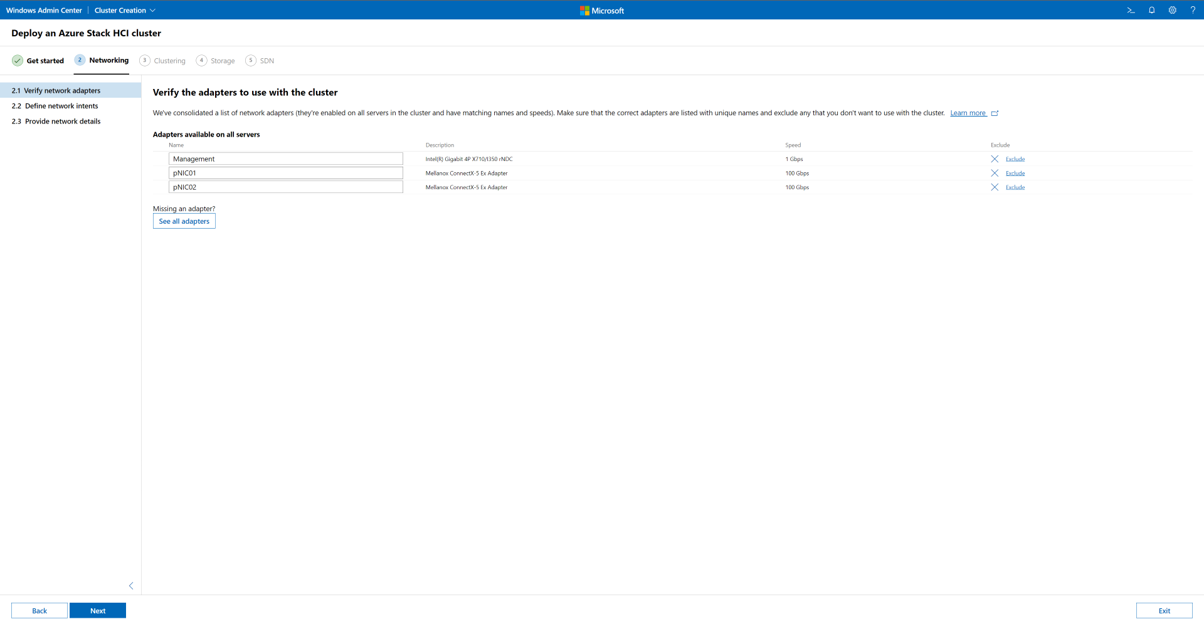 Windows Admin Center | Cluster Creation
Microsoft
Deploy an Azure Stack HCI cluster
Get started
2 Networking
3 Clustering
4 Storage
5 SDN
2.1 Verify network adapters
2.2 Define network intents
2.3 Provide network details
Verify the adapters to use with the cluster
We've consolidated a list of network adapters (they're enabled on all servers in the cluster and have matching names and speeds). Make sure that the correct adapters are listed with unique names and exclude any that you don't want to use with the cluster. Learn more
Adapters available on all servers
Name Description Speed Exclude
Management Intel(R) Gigabit 4P X710/I350 rNDC 1 Gbps Exclude
pNIC01 Mellanox ConnectX-5 Ex Adapter 100 Gbps Exclude
pNIC02 Mellanox ConnectX-5 Ex Adapter 100 Gbps Exclude
Missing an adapter?
See all adapters
Back Next Exit